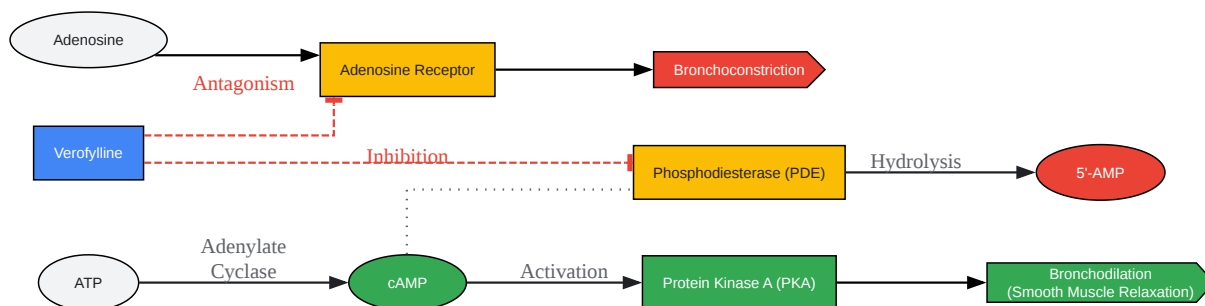 Adenosine
Adenosine Receptor
Bronchoconstriction
Antagonism
Verofylline
Inhibition
Phosphodiesterase (PDE)
Hydrolysis
5'-AMP
Adenylate
Cyclase
ATP
cAMP
Activation
Protein Kinase A (PKA)
Bronchodilation
(Smooth Muscle Relaxation)